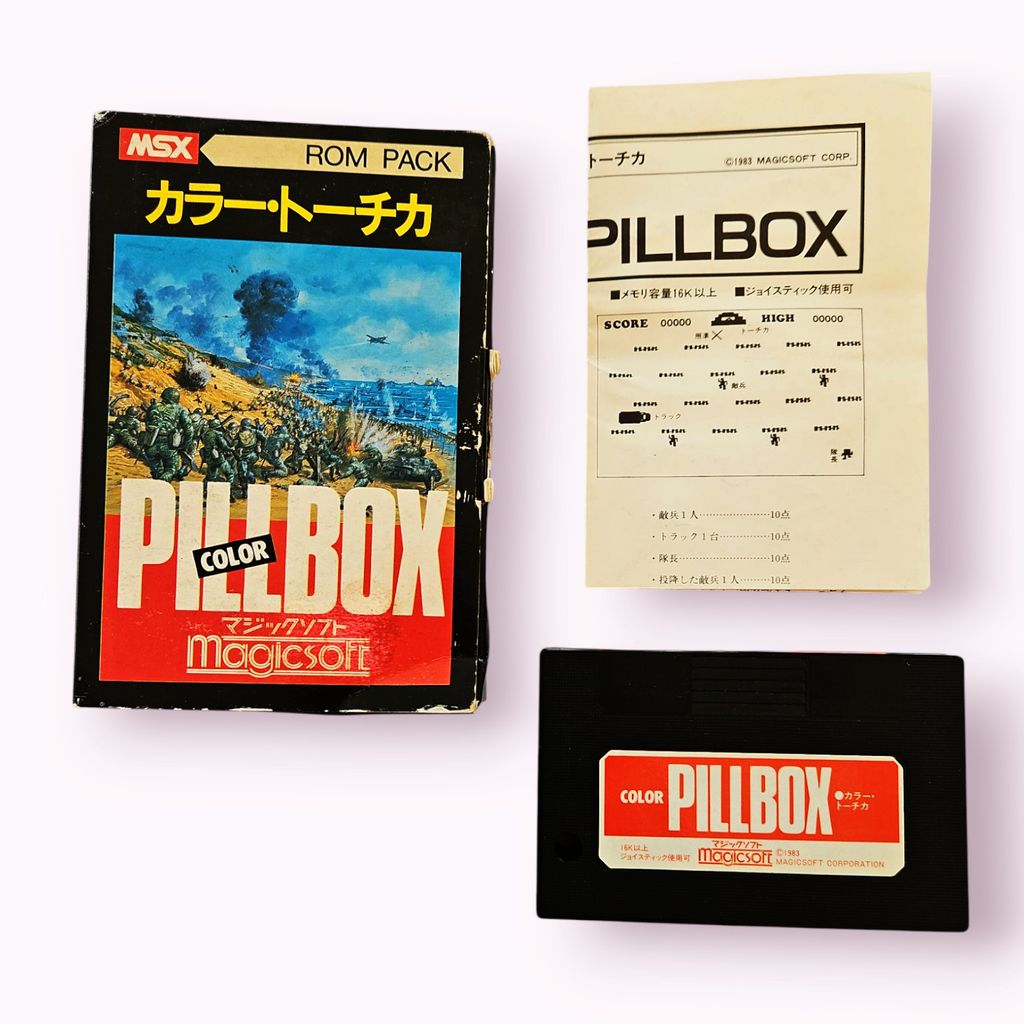 MSX
ROM PACK
カラー・トーチカ
PILLBOX
COLOR
マジックソフト
magicsoft
トーチカ ©1983 MAGICSOFT CORP.
PILLBOX
■メモリ容量16K以上 ■ジョイスティック使用可
SCORE 00000 HIGH 00000
照準 トーチカ
敵兵
トラック
隊長
・敵兵1人…………………10点
・トラック1台……………10点
・隊長………………………10点
・投降した敵兵1人………10点
COLOR PILLBOX ●カラー・
トーチカ
16K以上
ジョイスティック使用可
マジックソフト
magicsoft
©1983
MAGICSOFT CORPORATION